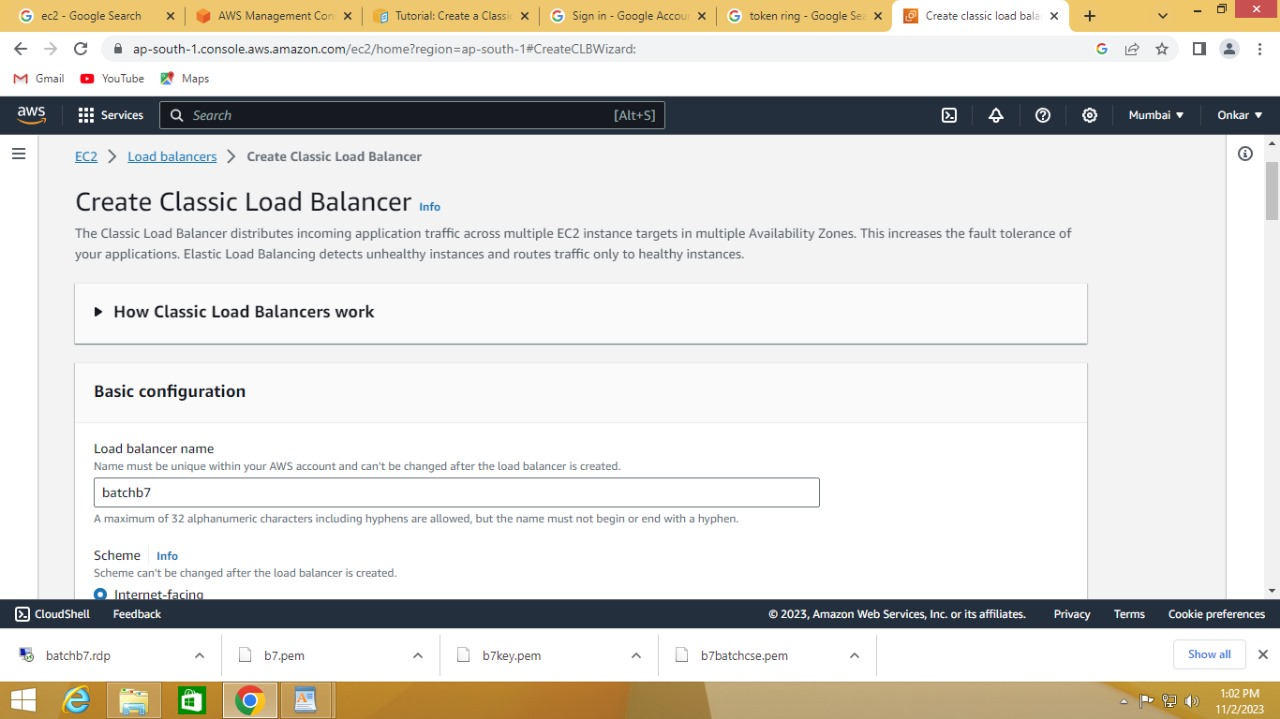 ec2 - Google Search
AWS Management Con
Tutorial: Create a Classic
Sign in - Google Accou
token ring - Google Sea
Create classic load bala
ap-south-1.console.aws.amazon.com/ec2/home?region=ap-south-1#CreateCLBWizard:
Gmail YouTube Maps
aws Services Search [Alt+S] Mumbai Onkar
EC2 Load balancers Create Classic Load Balancer
Create Classic Load Balancer Info
The Classic Load Balancer distributes incoming application traffic across multiple EC2 instance targets in multiple Availability Zones. This increases the fault tolerance of
your applications. Elastic Load Balancing detects unhealthy instances and routes traffic only to healthy instances.
How Classic Load Balancers work
Basic configuration
Load balancer name
Name must be unique within your AWS account and can't be changed after the load balancer is created.
batchb7
A maximum of 32 alphanumeric characters including hyphens are allowed, but the name must not begin or end with a hyphen.
Scheme Info
Scheme can't be changed after the load balancer is created.
Internet-facing
CloudShell Feedback © 2023, Amazon Web Services, Inc. or its affiliates. Privacy Terms Cookie preferences
batchb7.rdp b7.pem b7key.pem b7batchcse.pem Show all
1:02 PM
11/2/2023